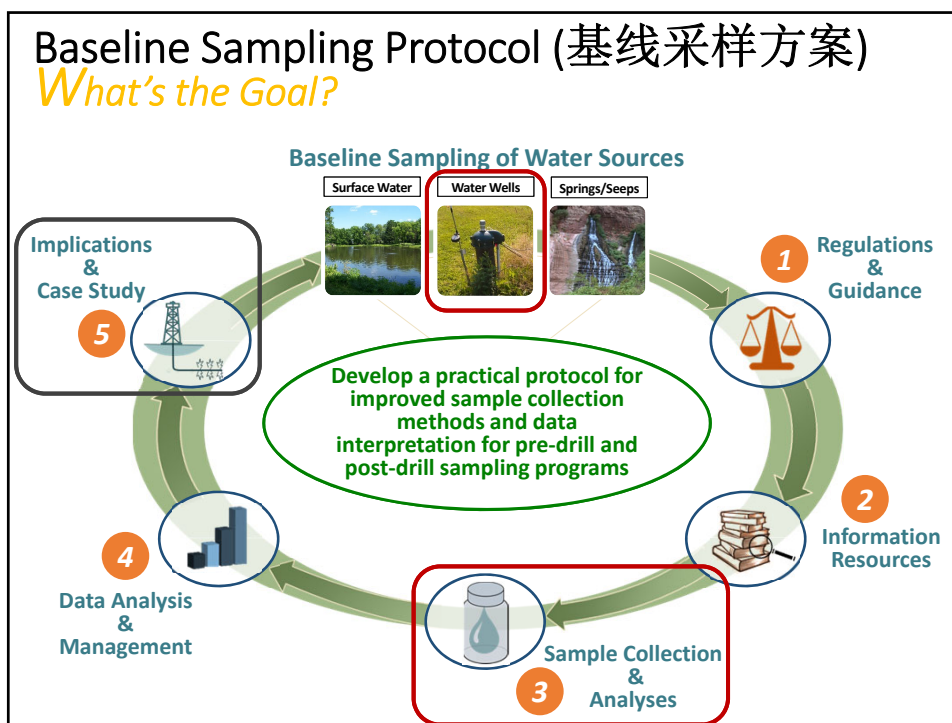 Baseline Sampling Protocol (基线采样方案)
What's the Goal?
Baseline Sampling of Water Sources
Surface Water
Water Wells
Springs/Seeps
1
Regulations
&
Guidance
2
Information
Resources
3
Sample Collection
&
Analyses
4
Data Analysis
&
Management
Implications
&
Case Study
5
Develop a practical protocol for
improved sample collection
methods and data
interpretation for pre-drill and
post-drill sampling programs